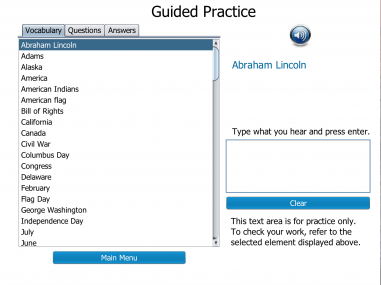 Guided Practice
Vocabulary Questions Answers
Abraham Lincoln
Adams
Alaska
America
American Indians
American flag
Bill of Rights
California
Canada
Civil War
Columbus Day
Congress
Delaware
February
Flag Day
George Washington
Independence Day
July
June
Main Menu
Abraham Lincoln
Type what you hear and press enter.
Clear
This text area is for practice only.
To check your work, refer to the
selected element displayed above.